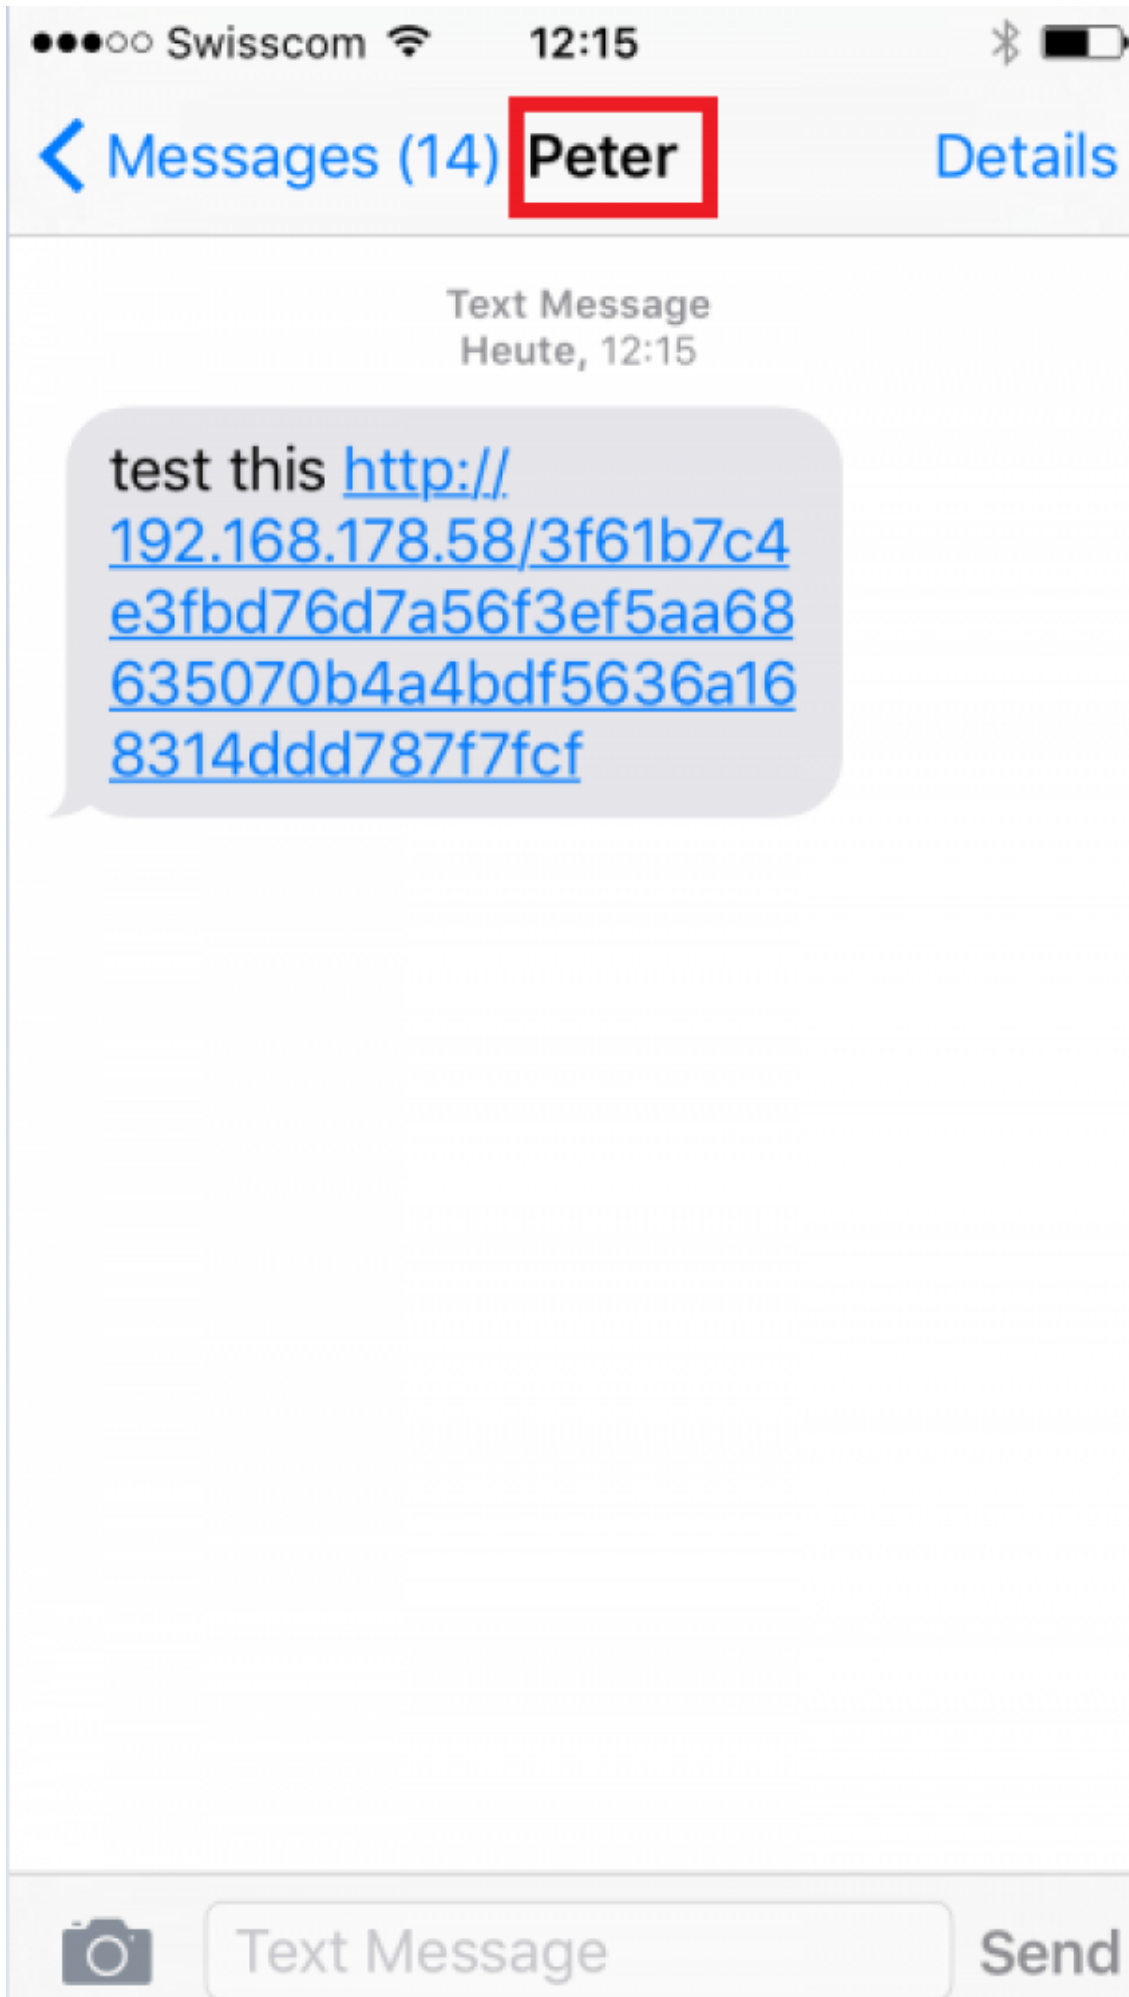 Swisscom 12:15
Messages (14) Peter Details
Text Message
Heute, 12:15
test this http://
192.168.178.58/3f61b7c4
e3fbd76d7a56f3ef5aa68
635070b4a4bdf5636a16
8314ddd787f7fcf
Text Message Send